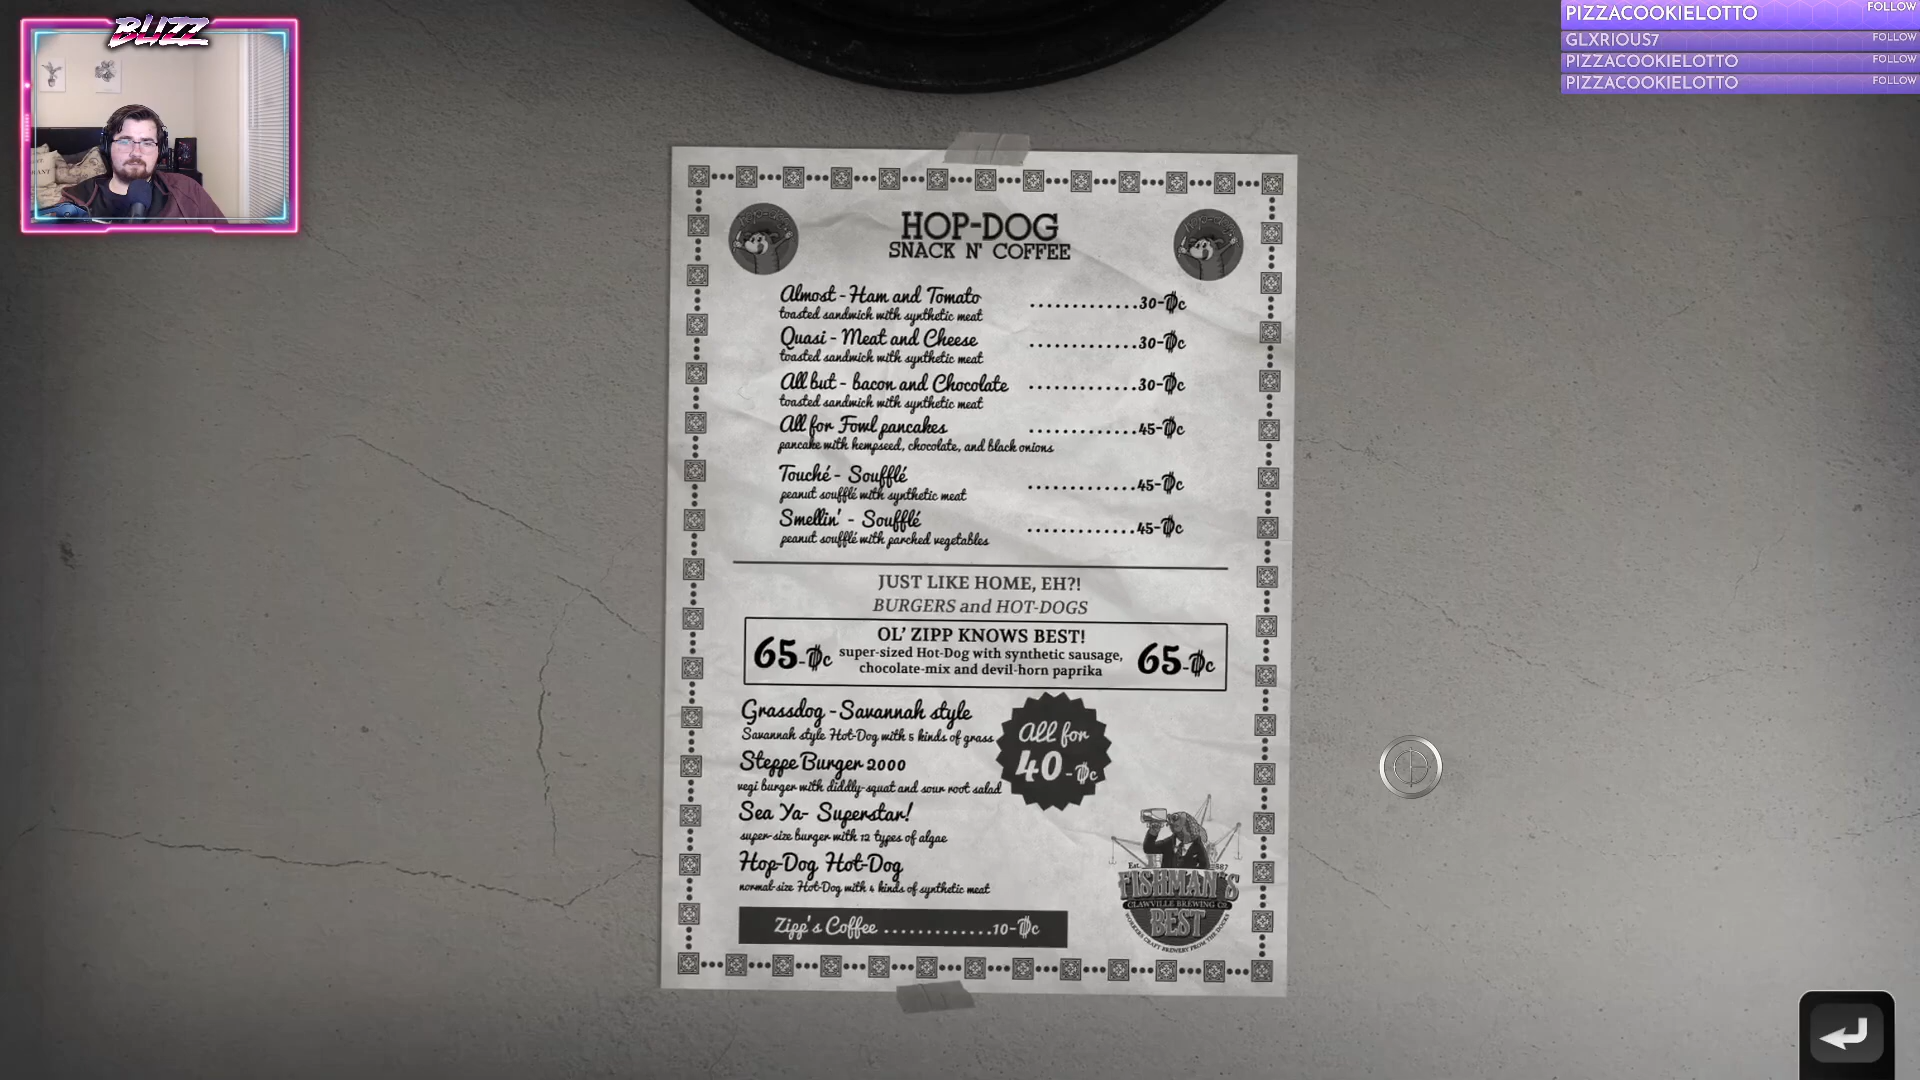 BLIZZ
PIZZACOOKIELOTTO FOLLOW
GLXRIOUS7 FOLLOW
PIZZACOOKIELOTTO FOLLOW
PIZZACOOKIELOTTO FOLLOW
HOP-DOG
SNACK N' COFFEE
Almost - Ham and Tomato ............30-₫c
toasted sandwich with synthetic meat
Quasi - Meat and Cheese ............30-₫c
toasted sandwich with synthetic meat
All but - bacon and Chocolate ............30-₫c
toasted sandwich with synthetic meat
All for Fowl pancakes ............45-₫c
pancake with hempseed, chocolate, and black onions
Touché - Soufflé ............45-₫c
peanut soufflé with synthetic meat
Smellin' - Soufflé ............45-₫c
peanut soufflé with parched vegetables
JUST LIKE HOME, EH?!
BURGERS and HOT-DOGS
OL' ZIPP KNOWS BEST!
65-₫c super-sized Hot-Dog with synthetic sausage, 65-₫c
chocolate-mix and devil-horn paprika
Grassdog - Savannah style
Savannah style Hot-Dog with 5 kinds of grass
All for
40-₫c
Steppe Burger 2000
vegi burger with diddly-squat and sour root salad
Sea Ya- Superstar!
super-size burger with 12 types of algae
Hop-Dog Hot-Dog
normal-size Hot-Dog with 4 kinds of synthetic meat
Zipp's Coffee .............10-₫c
Est. 1887
FISHMAN'S
CLAWVILLE BREWING Co.
BEST
WORKERS CRAFT BREWERY FROM THE DOCKS